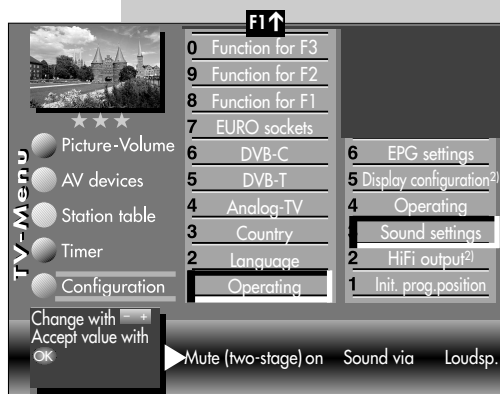 F1↑
0 Function for F3
9 Function for F2
8 Function for F1
7 EURO sockets
6 DVB-C
5 DVB-T
4 Analog-TV
3 Country
2 Language
Operating
TV-Menu
Picture-Volume
AV devices
Station table
Timer
Configuration
6 EPG settings
5 Display configuration2)
4 Operating
Sound settings
2 HiFi output2)
1 Init. prog.position
Change with - +
Accept value with
OK
Mute (two-stage) on Sound via Loudsp.